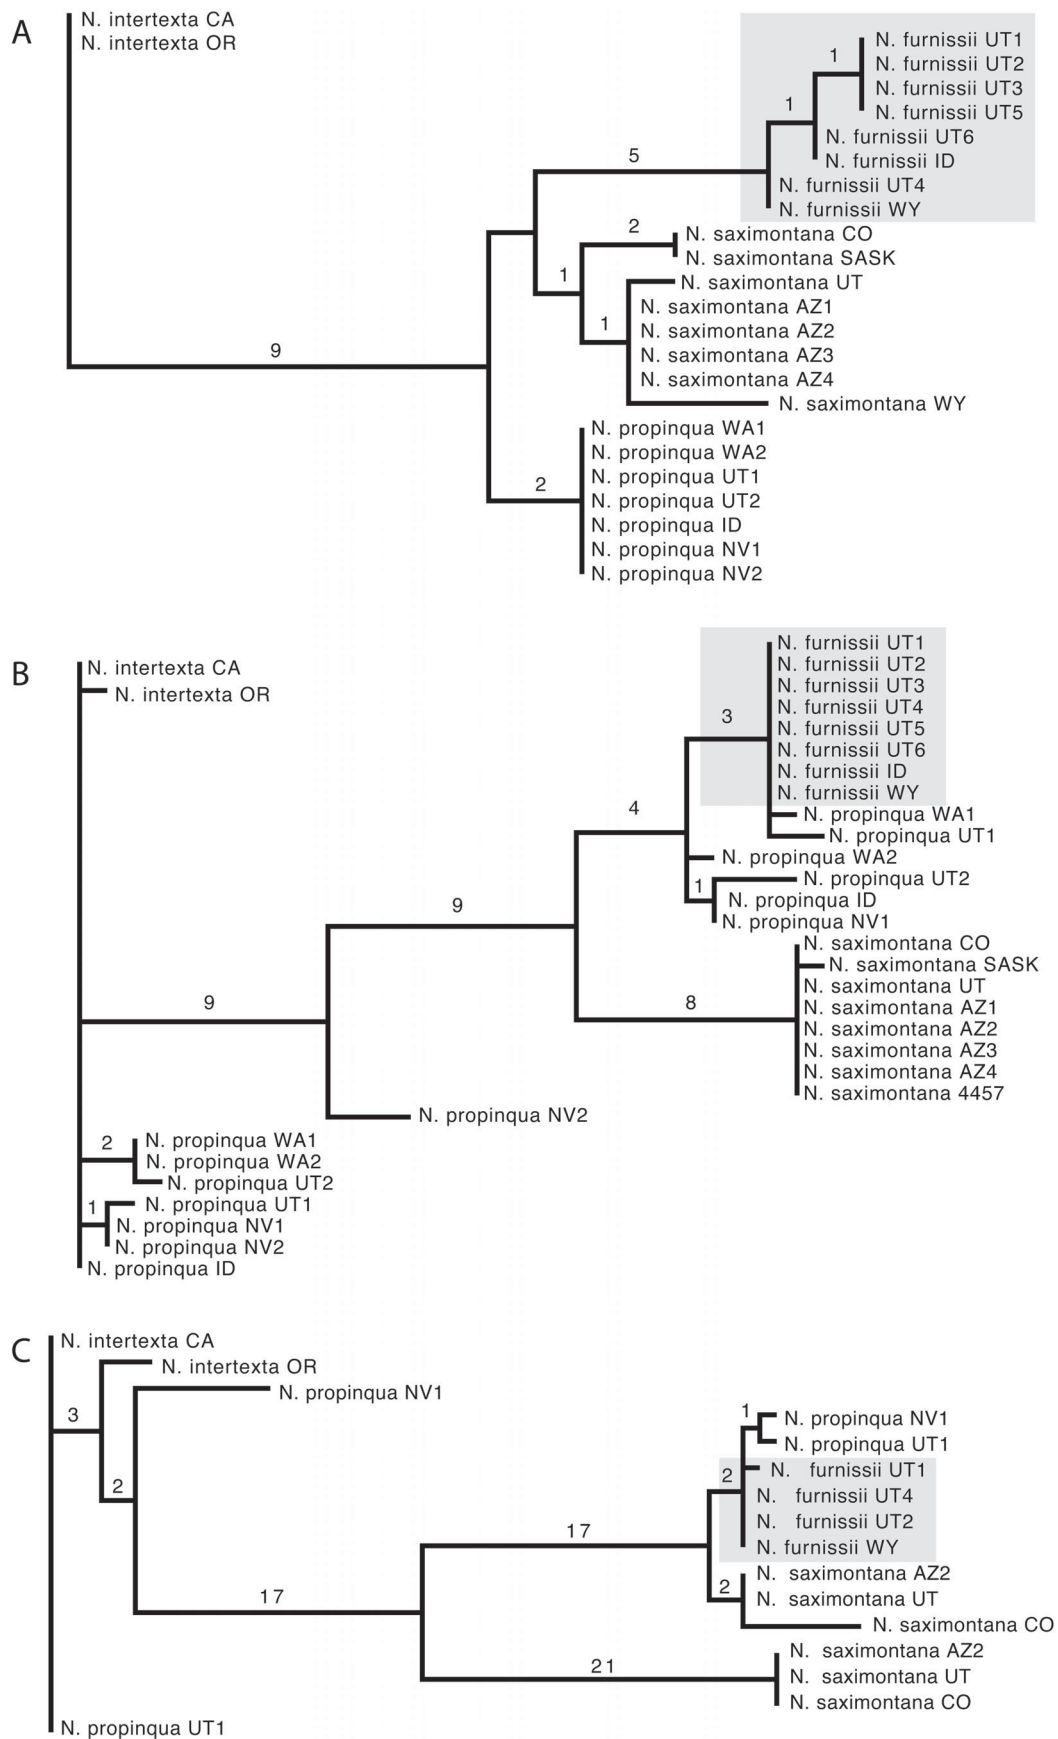 A
N. intertexta CA
N. intertexta OR
N. furnissii UT1
1
N. furnissii UT2
N. furnissii UT3
1
N. furnissii UT5
N. furnissii UT6
5
N. furnissii ID
N. furnissii UT4
N. furnissii WY
2
N. saximontana CO
N. saximontana SASK
1
N. saximontana UT
N. saximontana AZ1
1
N. saximontana AZ2
9
N. saximontana AZ3
N. saximontana AZ4
N. saximontana WY
N. propinqua WA1
N. propinqua WA2
N. propinqua UT1
2
N. propinqua UT2
N. propinqua ID
N. propinqua NV1
N. propinqua NV2
B
N. intertexta CA
N. intertexta OR
N. furnissii UT1
N. furnissii UT2
N. furnissii UT3
N. furnissii UT4
3
N. furnissii UT5
N. furnissii UT6
N. furnissii ID
N. furnissii WY
4
N. propinqua WA1
N. propinqua UT1
N. propinqua WA2
1
N. propinqua UT2
9
N. propinqua ID
N. propinqua NV1
N. saximontana CO
N. saximontana SASK
N. saximontana UT
9
8
N. saximontana AZ1
N. saximontana AZ2
N. saximontana AZ3
N. saximontana AZ4
N. saximontana 4457
N. propinqua NV2
2
N. propinqua WA1
N. propinqua WA2
N. propinqua UT2
1
N. propinqua UT1
N. propinqua NV1
N. propinqua NV2
N. propinqua ID
C
N. intertexta CA
N. intertexta OR
N. propinqua NV1
3
1
N. propinqua NV1
N. propinqua UT1
2
2
N. furnissii UT1
N. furnissii UT4
N. furnissii UT2
17
N. furnissii WY
N. saximontana AZ2
17
2
N. saximontana UT
N. saximontana CO
21
N. saximontana AZ2
N. saximontana UT
N. saximontana CO
N. propinqua UT1